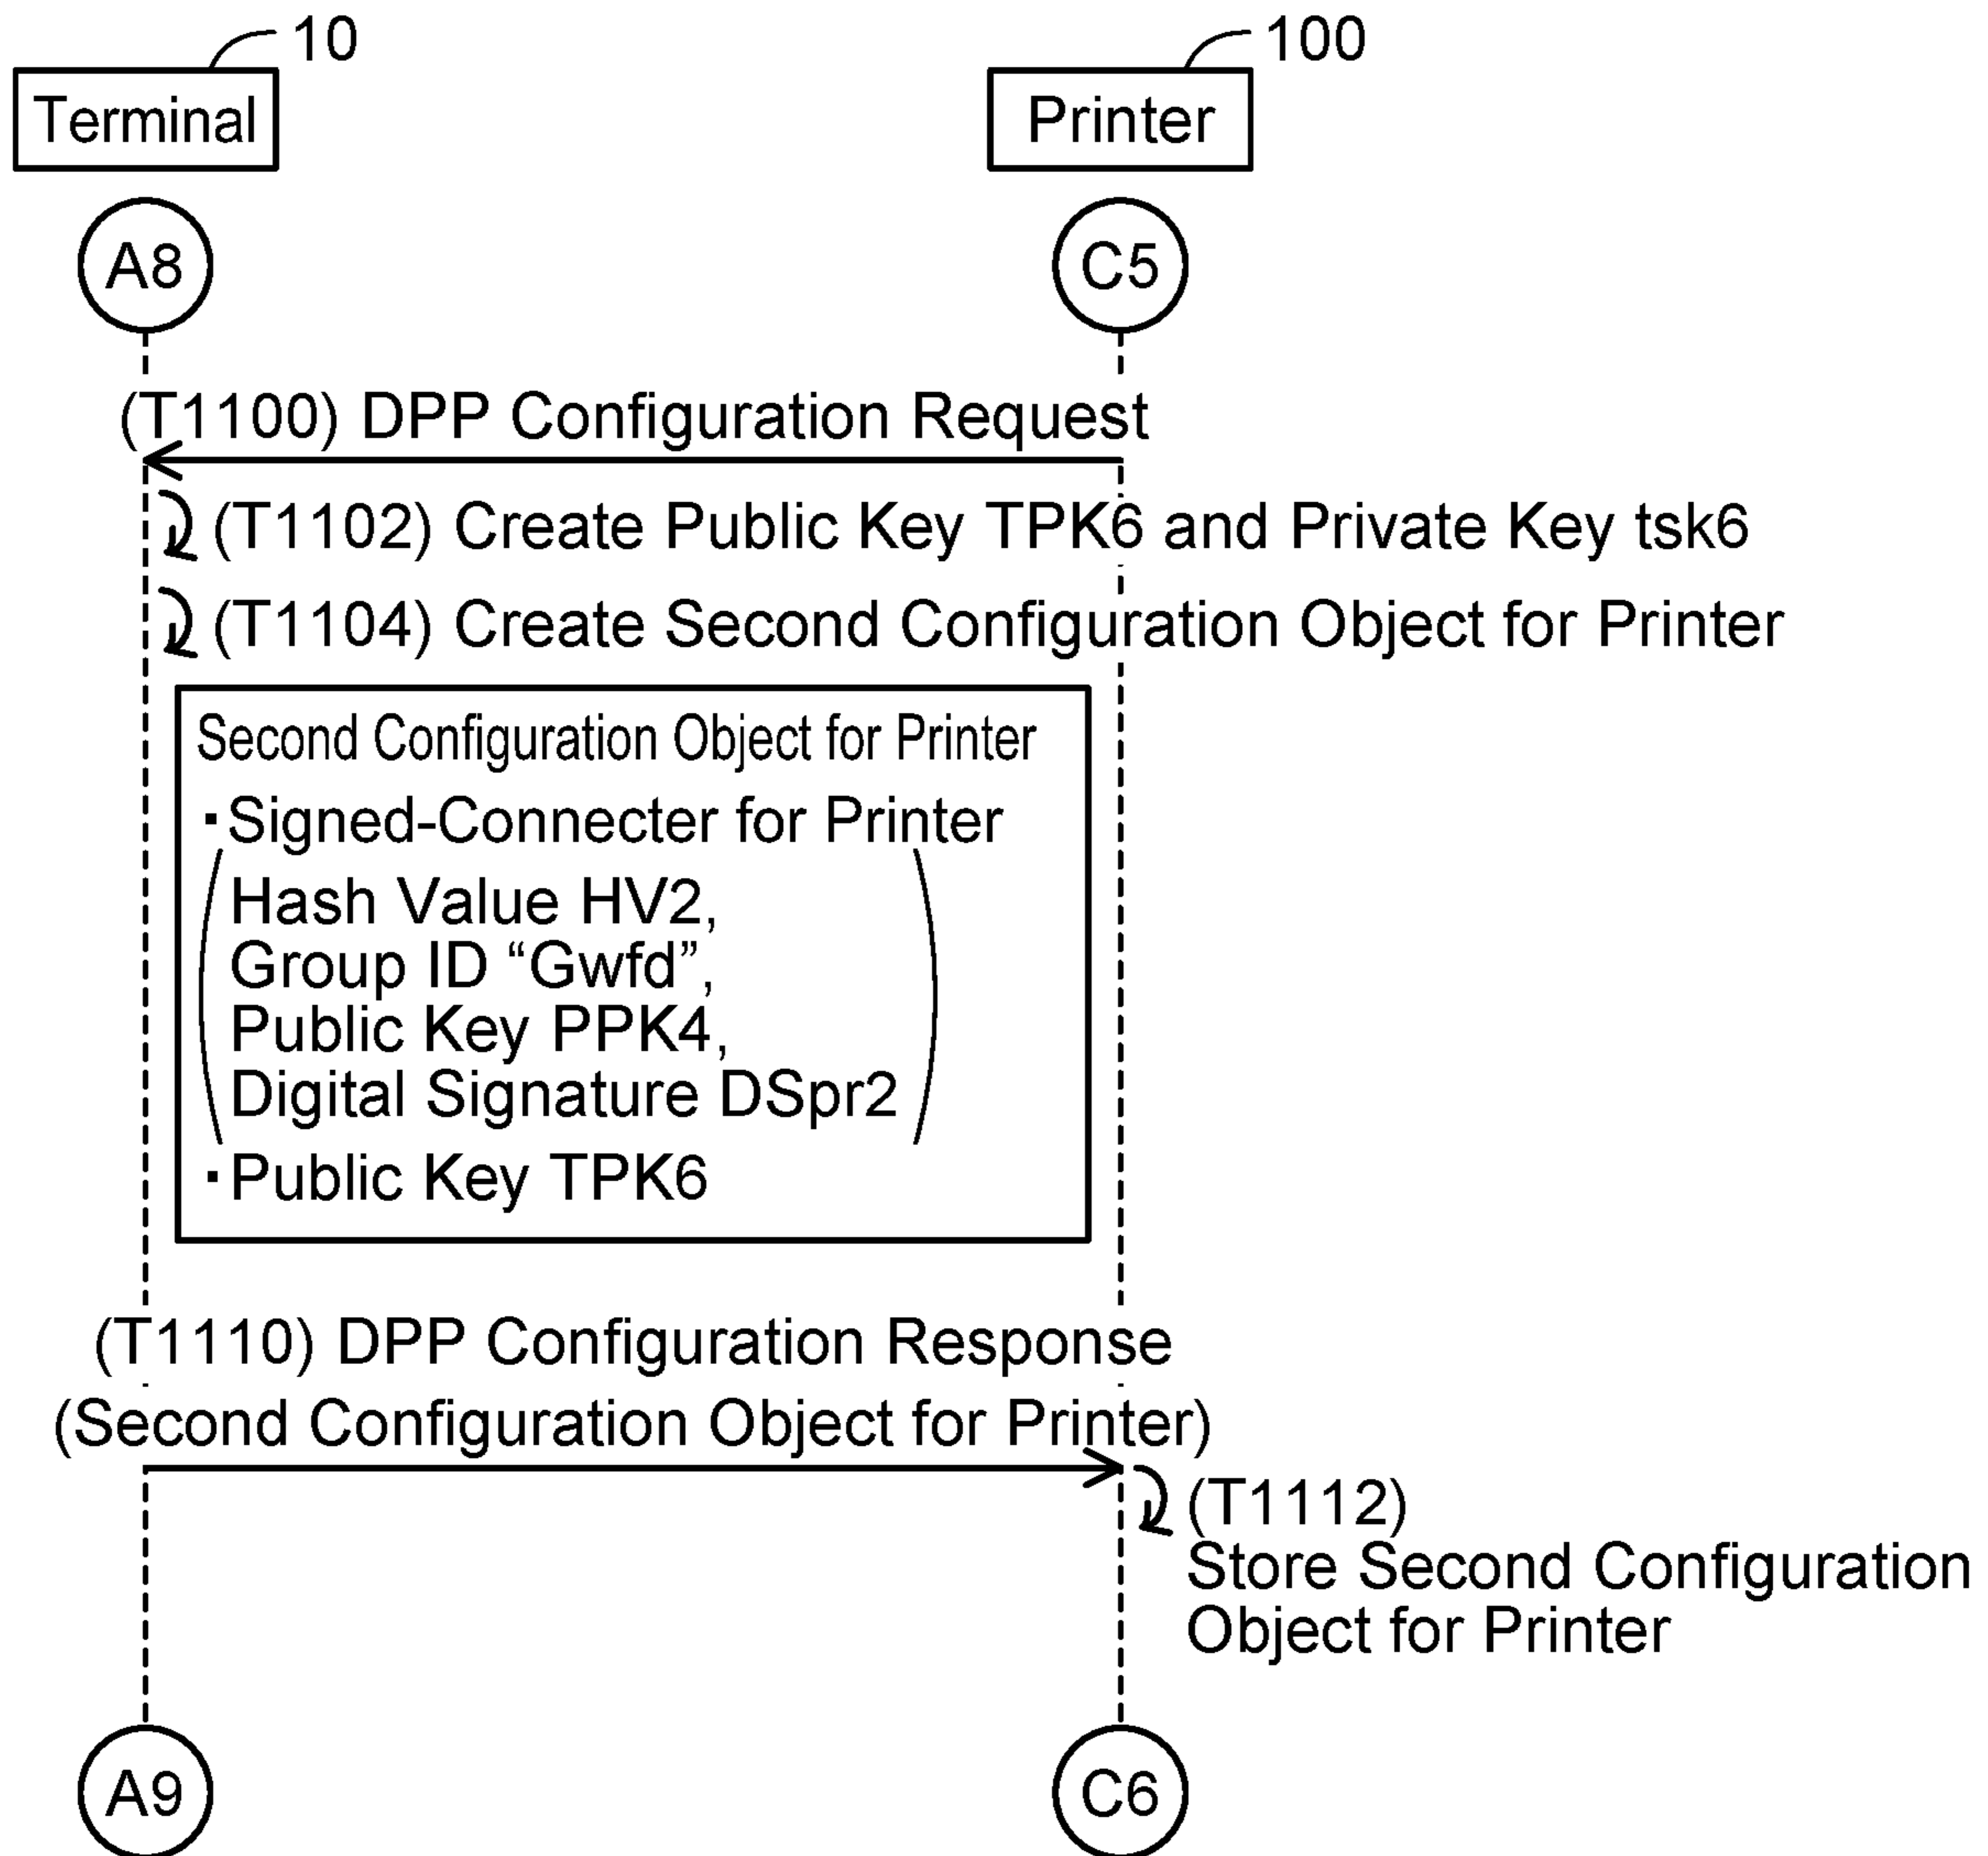 10
100
Terminal
Printer
A8
C5
(T1100) DPP Configuration Request
(T1102) Create Public Key TPK6 and Private Key tsk6
(T1104) Create Second Configuration Object for Printer
Second Configuration Object for Printer
・Signed-Connecter for Printer
Hash Value HV2,
Group ID “Gwfd”,
Public Key PPK4,
Digital Signature DSpr2
・Public Key TPK6
(T1110) DPP Configuration Response
(Second Configuration Object for Printer)
(T1112)
Store Second Configuration
Object for Printer
A9
C6